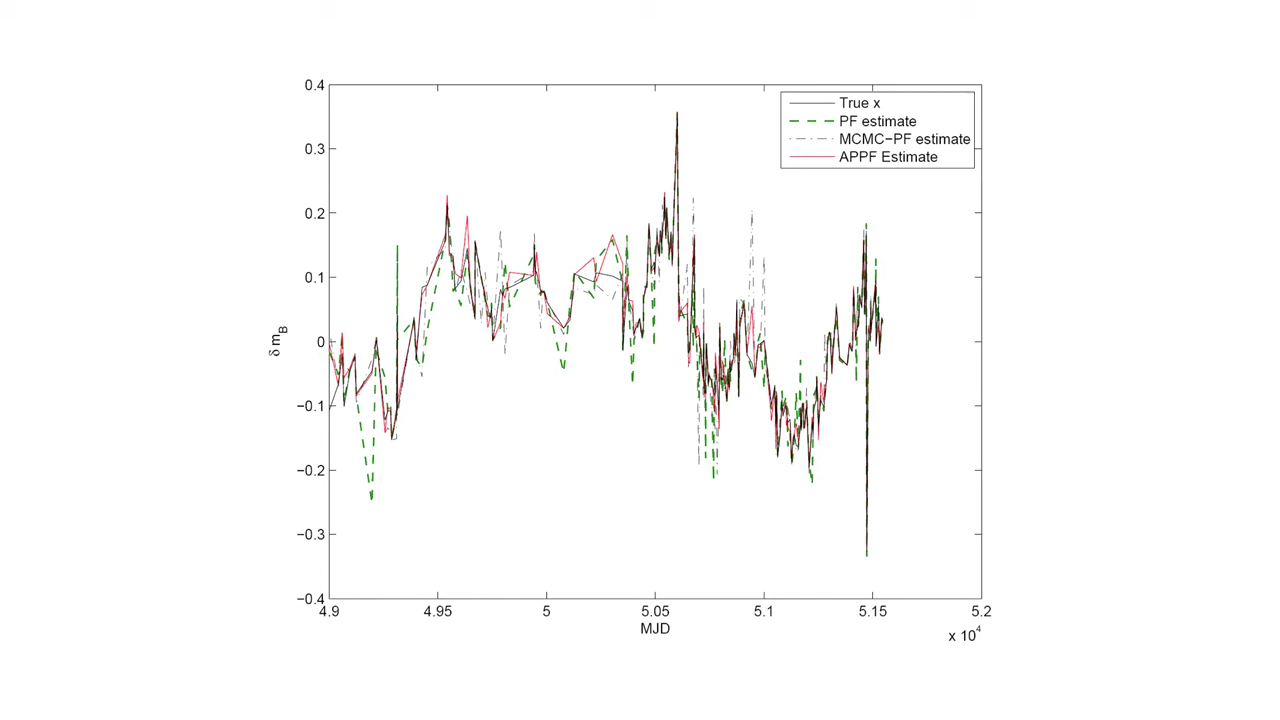 0.4
0.3
0.2
0.1
0
−0.1
−0.2
−0.3
−0.4
δ mB
True x
PF estimate
MCMC−PF estimate
APPF Estimate
4.9 4.95 5 5.05 5.1 5.15 5.2
MJD
x 10^4